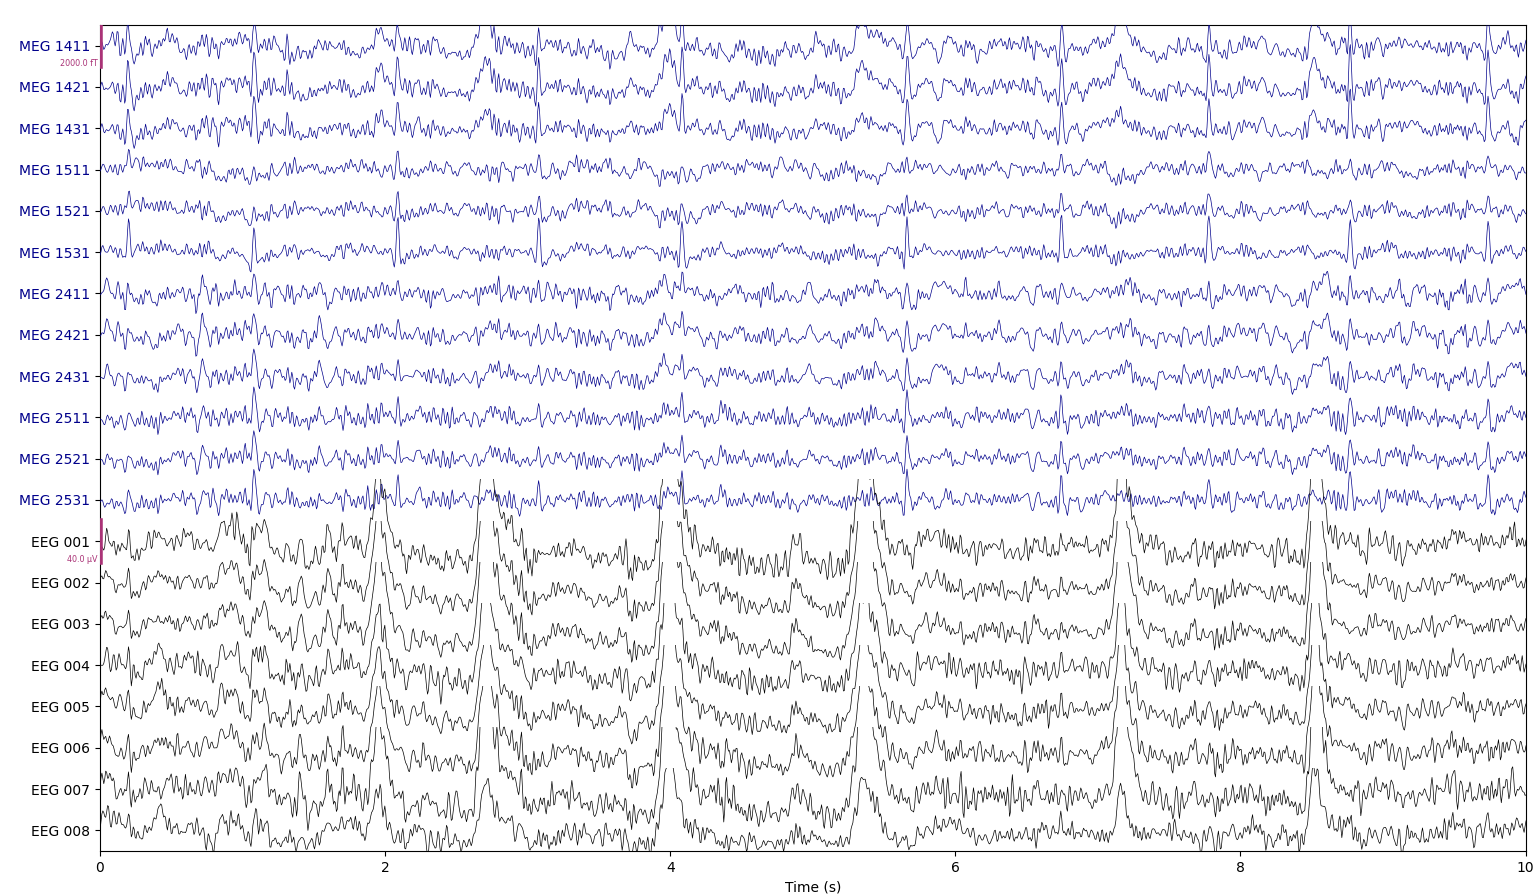 MEG 1411
2000.0 fT
MEG 1421
MEG 1431
MEG 1511
MEG 1521
MEG 1531
MEG 2411
MEG 2421
MEG 2431
MEG 2511
MEG 2521
MEG 2531
EEG 001
40.0 µV
EEG 002
EEG 003
EEG 004
EEG 005
EEG 006
EEG 007
EEG 008
0 2 4 6 8 10
Time (s)